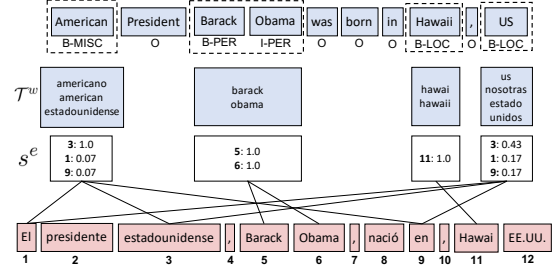 American President Barack Obama was born in Hawaii , US
B-MISC O B-PER I-PER O O O B-LOC O B-LOC
𝒯ʷ
americano
american
estadounidense
barack
obama
hawai
hawaii
us
nosotras
estado
unidos
sᵉ
3: 1.0
1: 0.07
9: 0.07
5: 1.0
6: 1.0
11: 1.0
3: 0.43
1: 0.17
9: 0.17
El presidente estadounidense , Barack Obama , nació en , Hawai EE.UU.
1 2 3 4 5 6 7 8 9 10 11 12